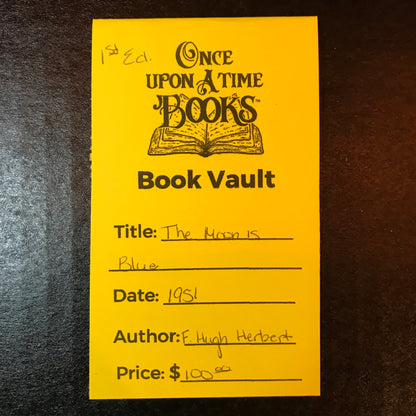 1st Ed.
ONCE
UPON A TIME
BOOKS™
Book Vault
Title: The Moon is
Blue
Date: 1951
Author: F. Hugh Herbert
Price: $ 100.00